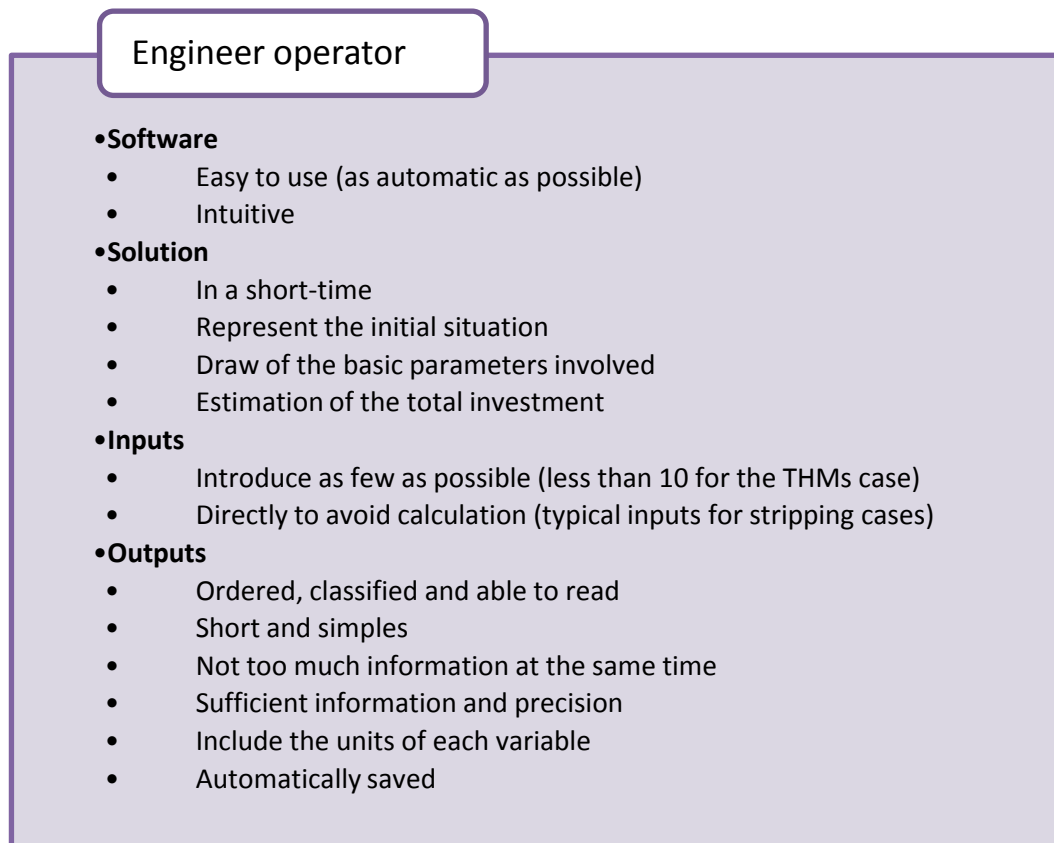 Engineer operator
•Software
• Easy to use (as automatic as possible)
• Intuitive
•Solution
• In a short-time
• Represent the initial situation
• Draw of the basic parameters involved
• Estimation of the total investment
•Inputs
• Introduce as few as possible (less than 10 for the THMs case)
• Directly to avoid calculation (typical inputs for stripping cases)
•Outputs
• Ordered, classified and able to read
• Short and simples
• Not too much information at the same time
• Sufficient information and precision
• Include the units of each variable
• Automatically saved